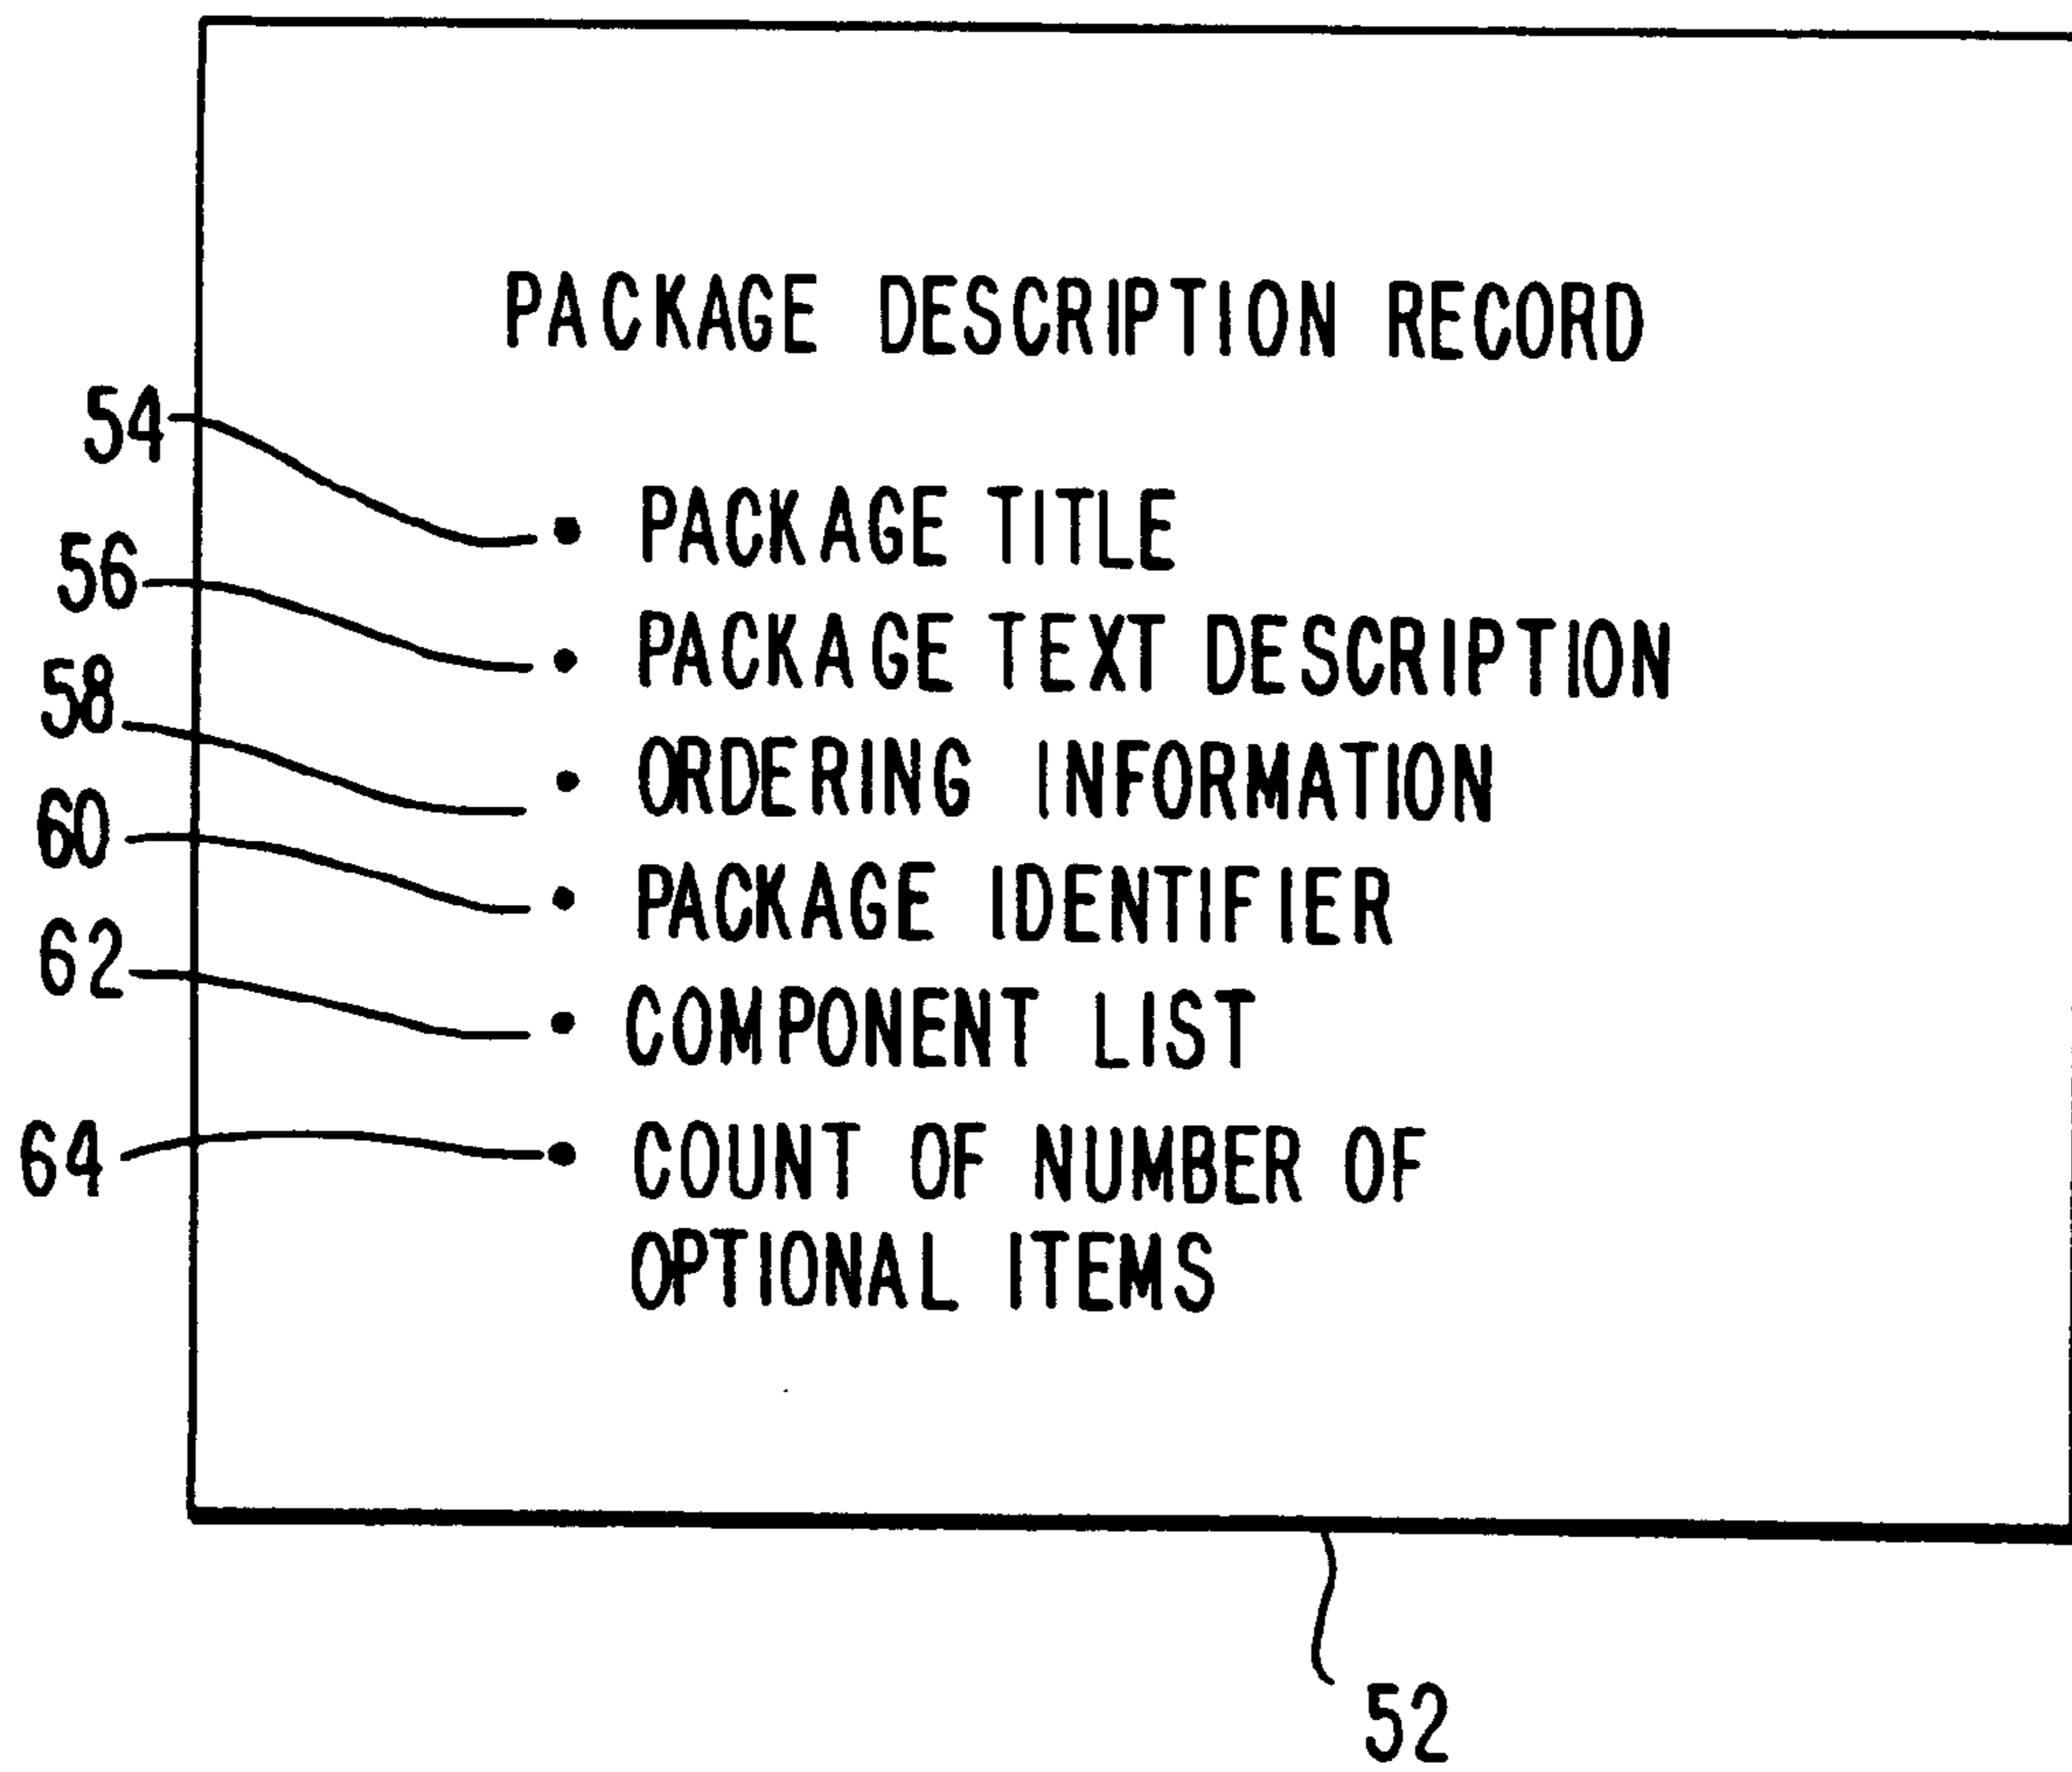 PACKAGE DESCRIPTION RECORD
54
• PACKAGE TITLE
56
• PACKAGE TEXT DESCRIPTION
58
• ORDERING INFORMATION
60
• PACKAGE IDENTIFIER
62
• COMPONENT LIST
64
• COUNT OF NUMBER OF
OPTIONAL ITEMS
52